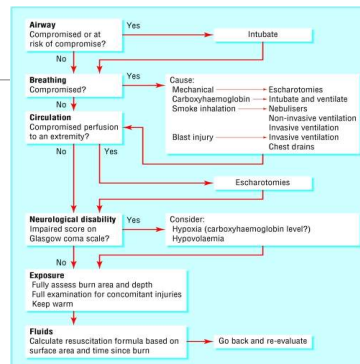 Airway
Compromised or at
risk of compromise?
Yes
Intubate
No
Breathing
Compromised?
Yes
Cause:
Mechanical
Escharotomies
Carboxyhaemoglobin
Intubate and ventilate
Smoke inhalation
Nebulisers
Non-invasive ventilation
Invasive ventilation
Blast injury
Invasive ventilation
Chest drains
No
Circulation
Compromised perfusion
to an extremity?
No
Yes
Escharotomies
Neurological disability
Impaired score on
Glasgow coma scale?
Yes
Consider:
Hypoxia (carboxyhaemoglobin level?)
Hypovolaemia
No
Exposure
Fully assess burn area and depth
Full examination for concomitant injuries
Keep warm
Fluids
Calculate resuscitation formula based on
surface area and time since burn
Go back and re-evaluate